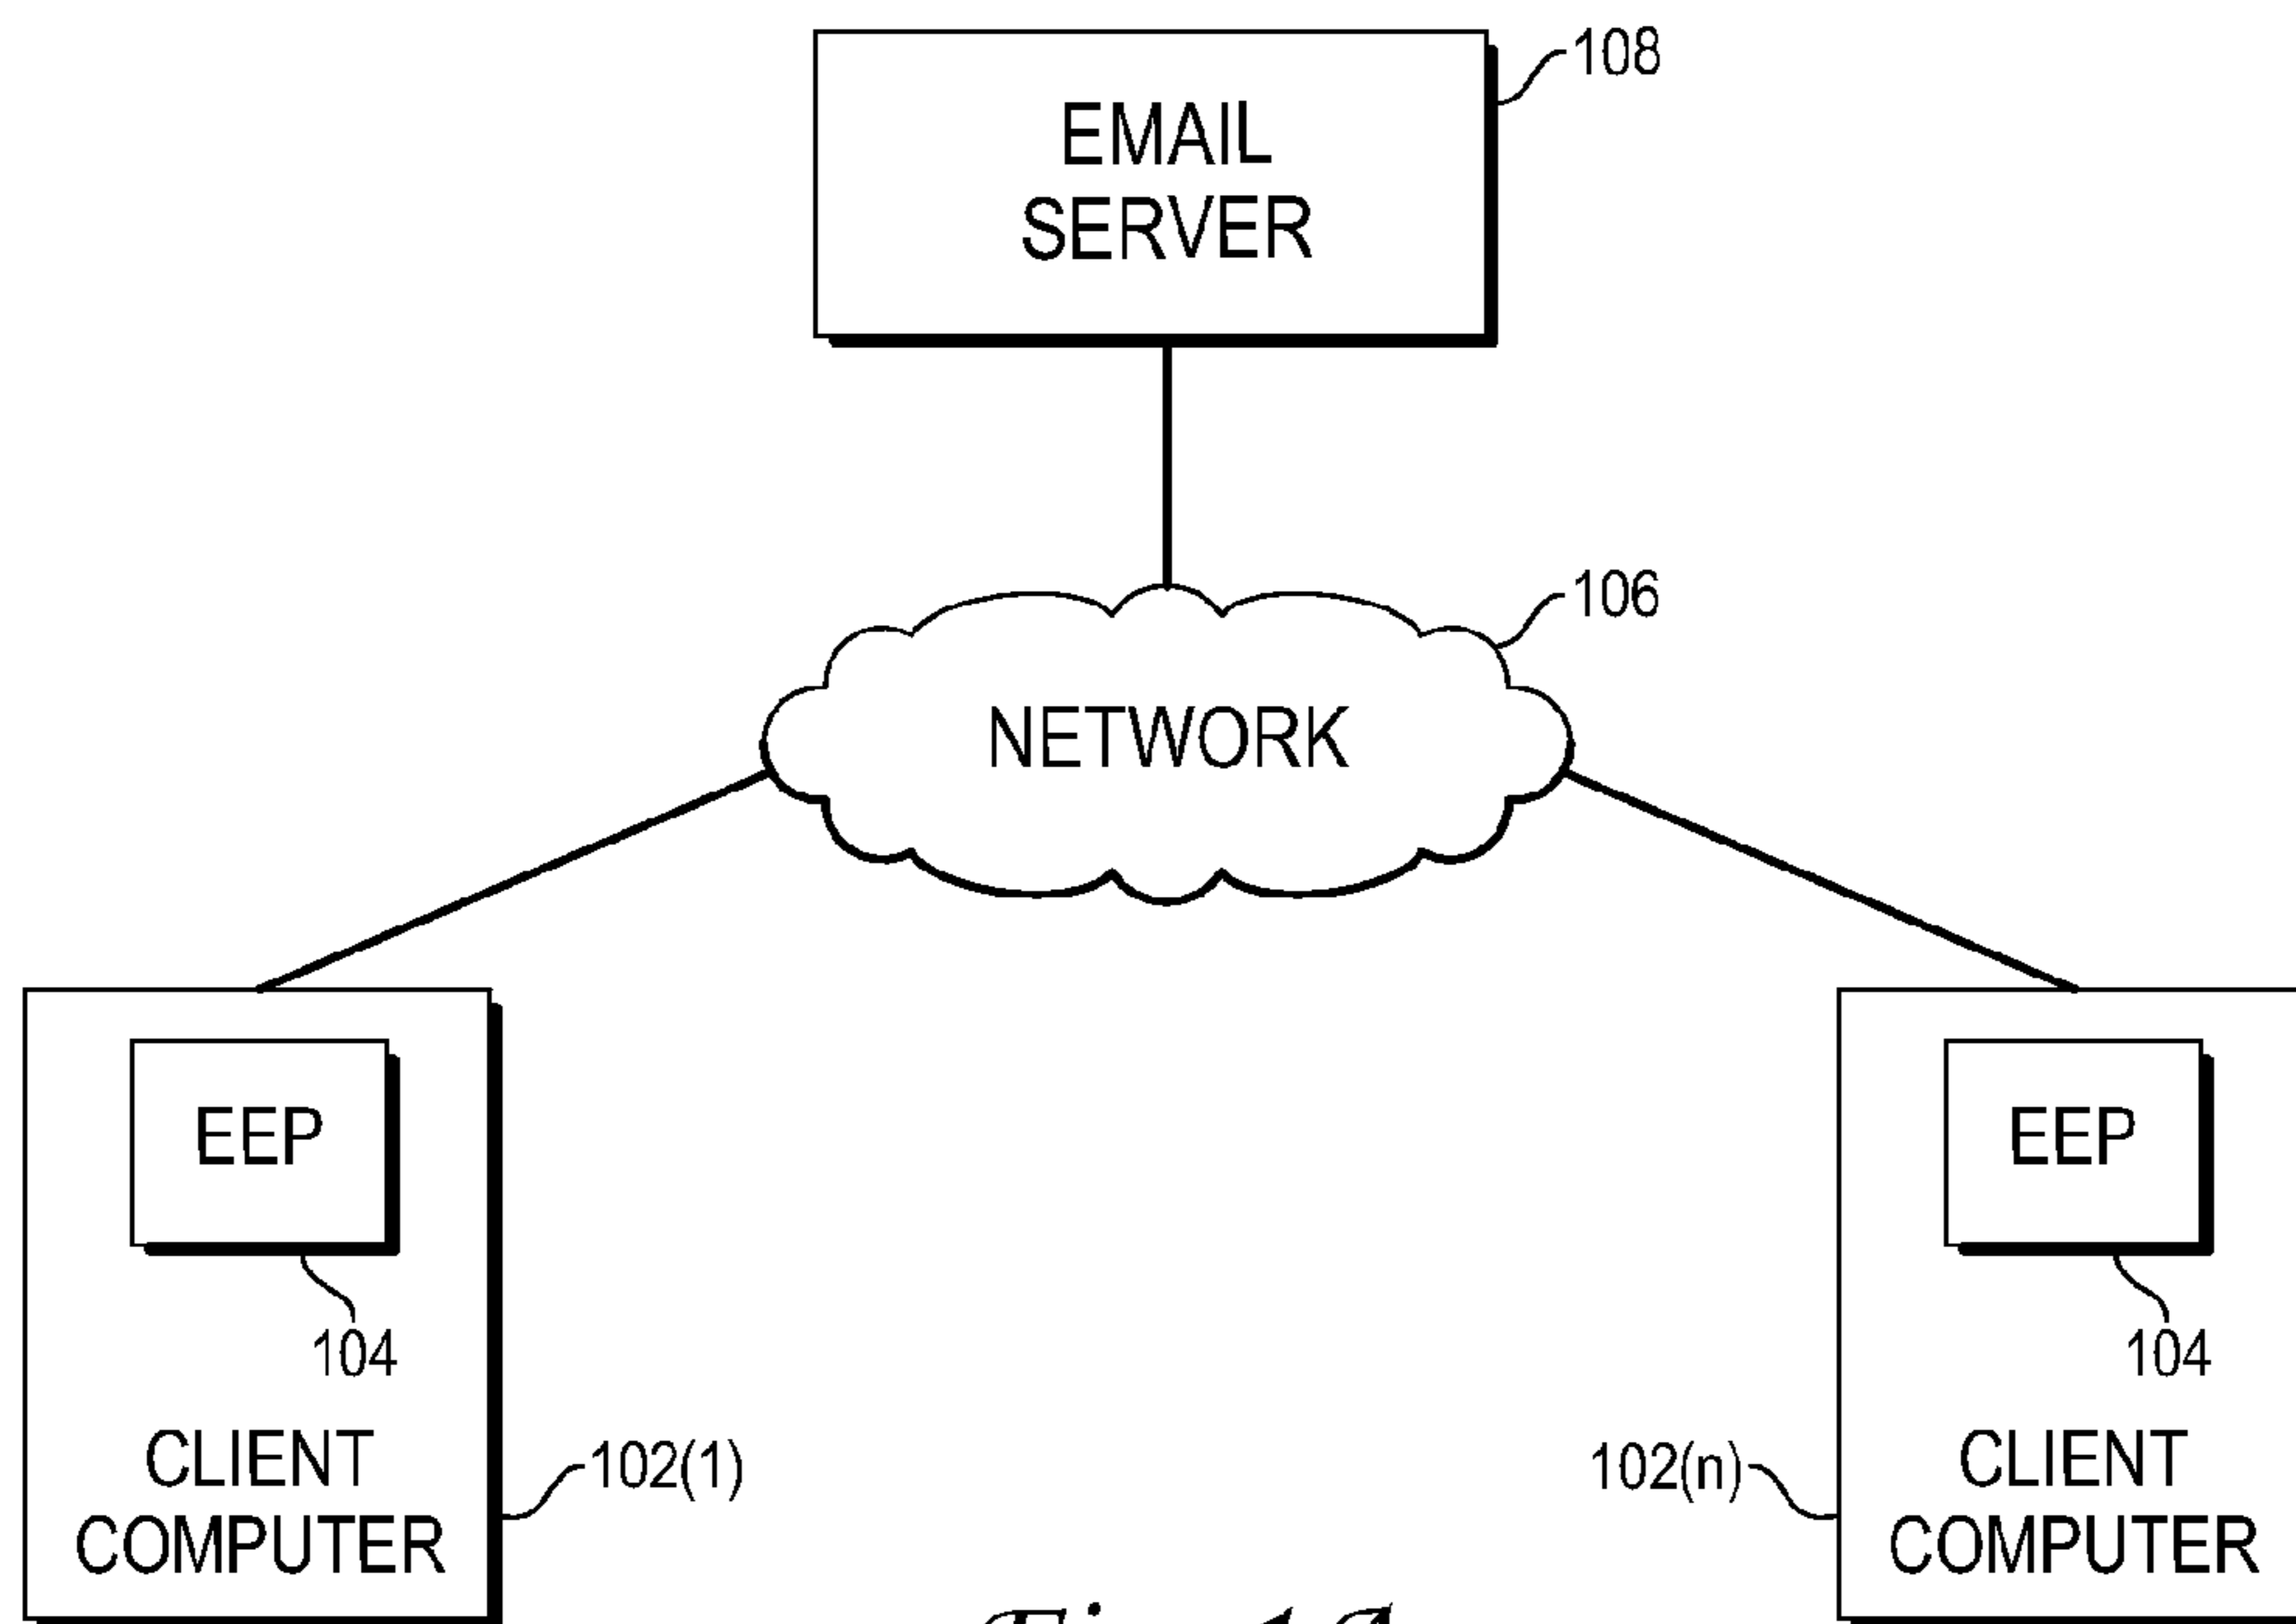 108
EMAIL
SERVER
106
NETWORK
EEP
EEP
104
104
CLIENT
COMPUTER
102(1)
102(n)
CLIENT
COMPUTER